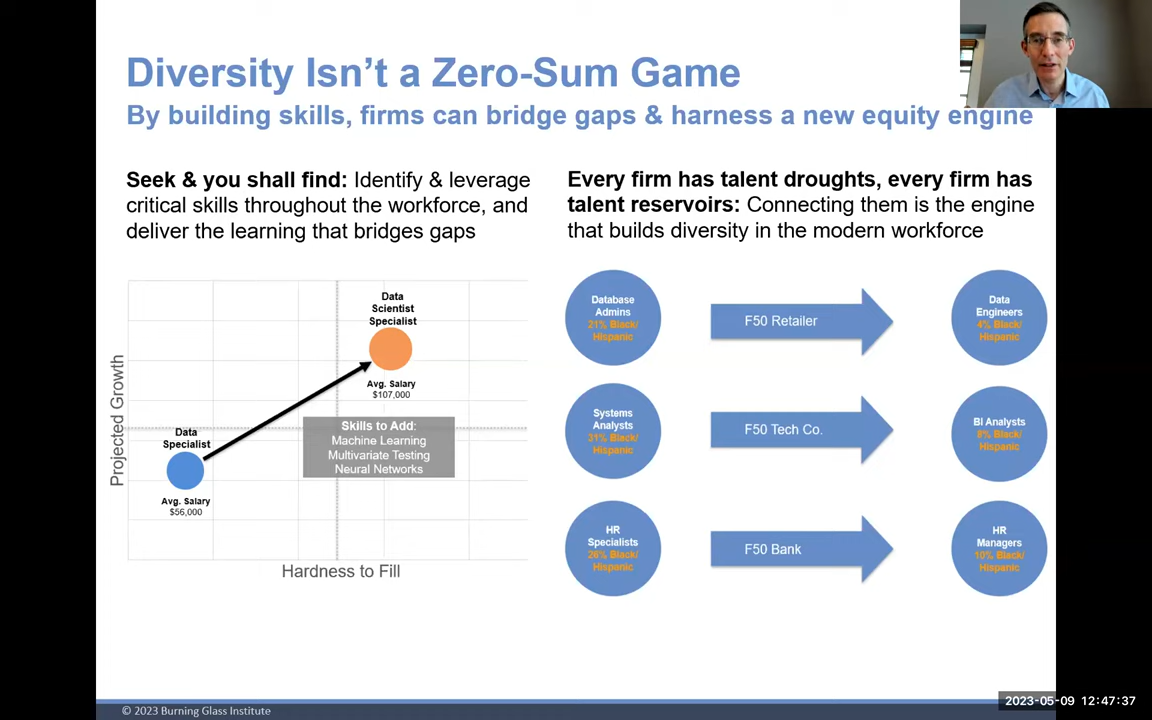 Diversity Isn’t a Zero-Sum Game
By building skills, firms can bridge gaps & harness a new equity engine
Seek & you shall find: Identify & leverage
critical skills throughout the workforce, and
deliver the learning that bridges gaps
Every firm has talent droughts, every firm has
talent reservoirs: Connecting them is the engine
that builds diversity in the modern workforce
Projected Growth
Data
Scientist
Specialist
Avg. Salary
$107,000
Skills to Add:
Machine Learning
Multivariate Testing
Neural Networks
Data
Specialist
Avg. Salary
$56,000
Hardness to Fill
Database
Admins
21% Black/
Hispanic
F50 Retailer
Data
Engineers
4% Black/
Hispanic
Systems
Analysts
31% Black/
Hispanic
F50 Tech Co.
BI Analysts
8% Black/
Hispanic
HR
Specialists
26% Black/
Hispanic
F50 Bank
HR
Managers
10% Black/
Hispanic
© 2023 Burning Glass Institute
2023-05-09 12:47:37